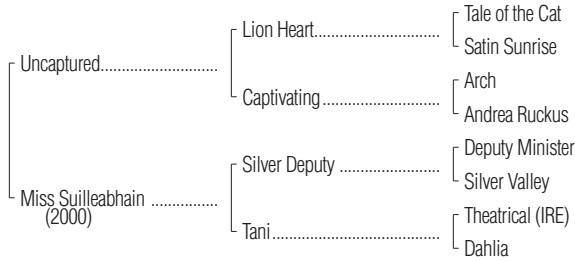 Tale of the Cat
Lion Heart
Satin Sunrise
Uncaptured
Arch
Captivating
Andrea Ruckus
Deputy Minister
Silver Deputy
Silver Valley
Miss Suilleabhain
(2000)
Theatrical (IRE)
Tani
Dahlia